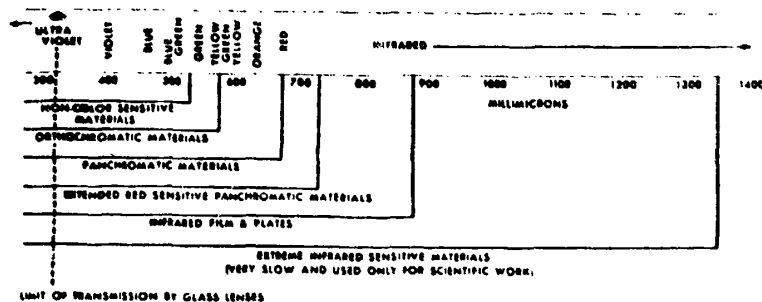 ULTRA VIOLET
VIOLET
BLUE
BLUE GREEN
GREEN
YELLOW GREEN
YELLOW
ORANGE
RED
INFRARED
300 400 500 600 700 800 900 1000 1100 1200 1300 1400
MILLIMICRONS
NON-COLOR SENSITIVE
MATERIALS
ORTHOCHROMATIC MATERIALS
PANCHROMATIC MATERIALS
EXTENDED RED SENSITIVE PANCHROMATIC MATERIALS
INFRARED FILM & PLATES
EXTREME INFRARED SENSITIVE MATERIALS
(VERY SLOW AND USED ONLY FOR SCIENTIFIC WORK)
LIMIT OF TRANSMISSION BY GLASS LENSES